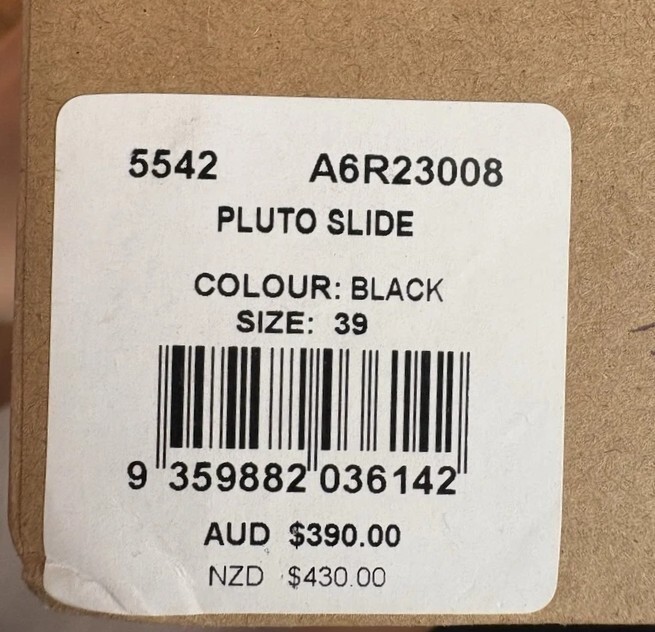 5542 A6R23008
PLUTO SLIDE
COLOUR: BLACK
SIZE: 39
9 359882 036142
AUD $390.00
NZD $430.00